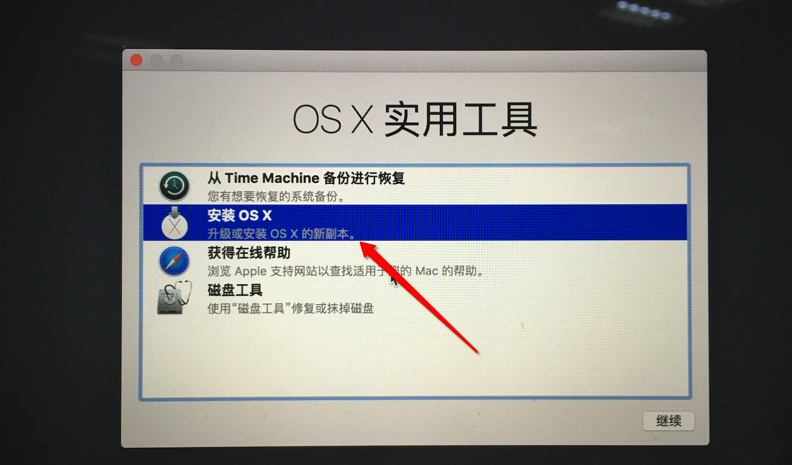 OS X 实用工具
从 Time Machine 备份进行恢复
您有想要恢复的系统备份。
安装 OS X
升级或安装 OS X 的新副本。
获得在线帮助
浏览 Apple 支持网站以查找适用于您的 Mac 的帮助。
磁盘工具
使用“磁盘工具”修复或抹掉磁盘
继续